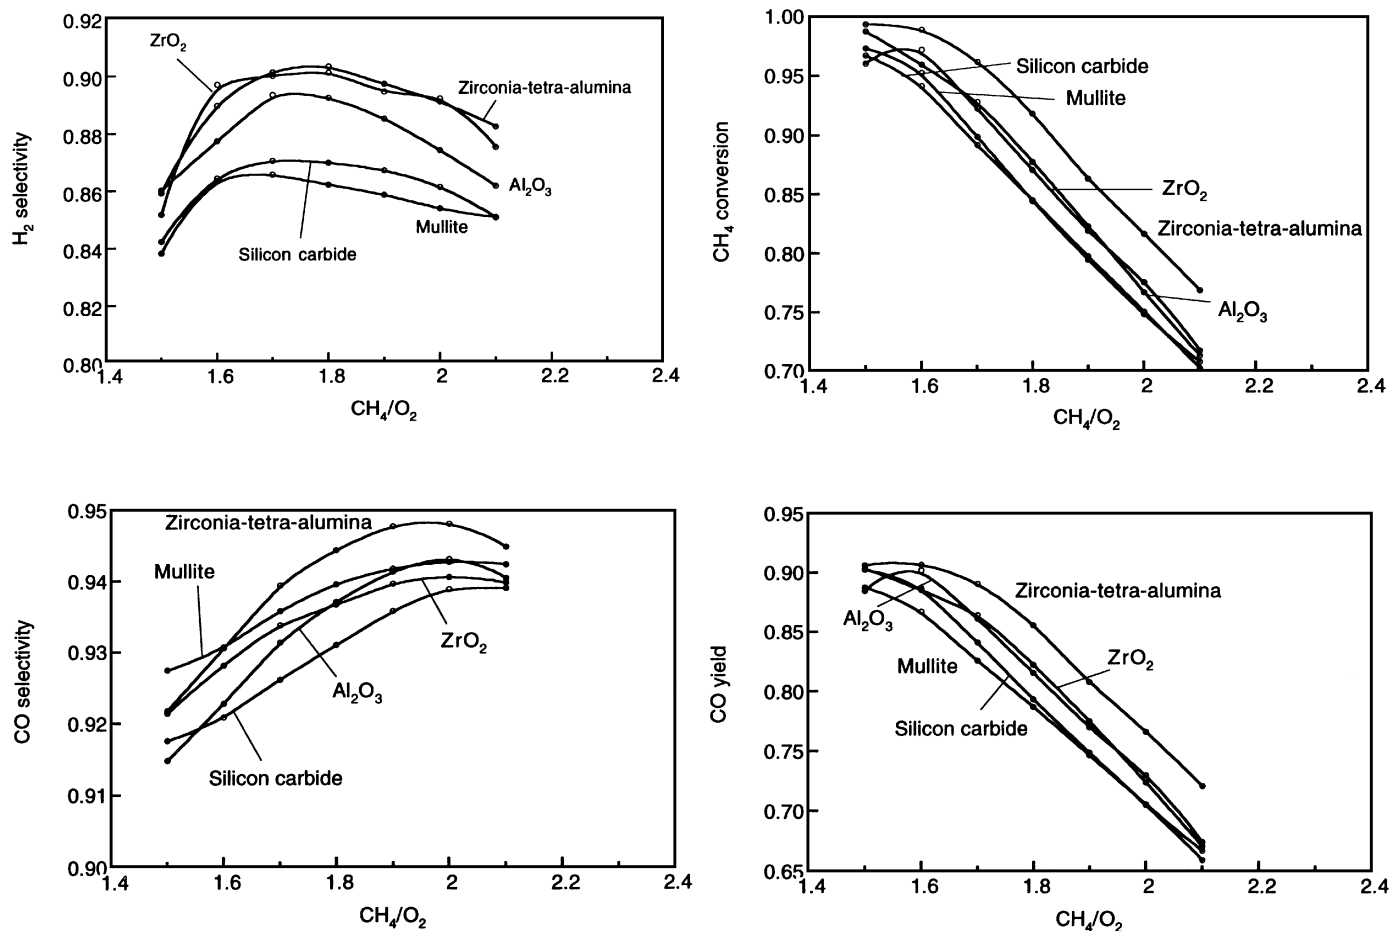 0.92
0.90
0.88
0.86
0.84
0.82
0.80
H₂ selectivity
ZrO₂
Zirconia-tetra-alumina
Al₂O₃
Mullite
Silicon carbide
1.4 1.6 1.8 2 2.2 2.4
CH₄/O₂
1.00
0.95
0.90
0.85
0.80
0.75
0.70
CH₄ conversion
Silicon carbide
Mullite
ZrO₂
Zirconia-tetra-alumina
Al₂O₃
1.4 1.6 1.8 2 2.2 2.4
CH₄/O₂
0.95
0.94
0.93
0.92
0.91
0.90
CO selectivity
Zirconia-tetra-alumina
Mullite
ZrO₂
Al₂O₃
Silicon carbide
1.4 1.6 1.8 2 2.2 2.4
CH₄/O₂
0.95
0.90
0.85
0.80
0.75
0.70
0.65
CO yield
Zirconia-tetra-alumina
Al₂O₃
ZrO₂
Mullite
Silicon carbide
1.4 1.6 1.8 2 2.2 2.4
CH₄/O₂